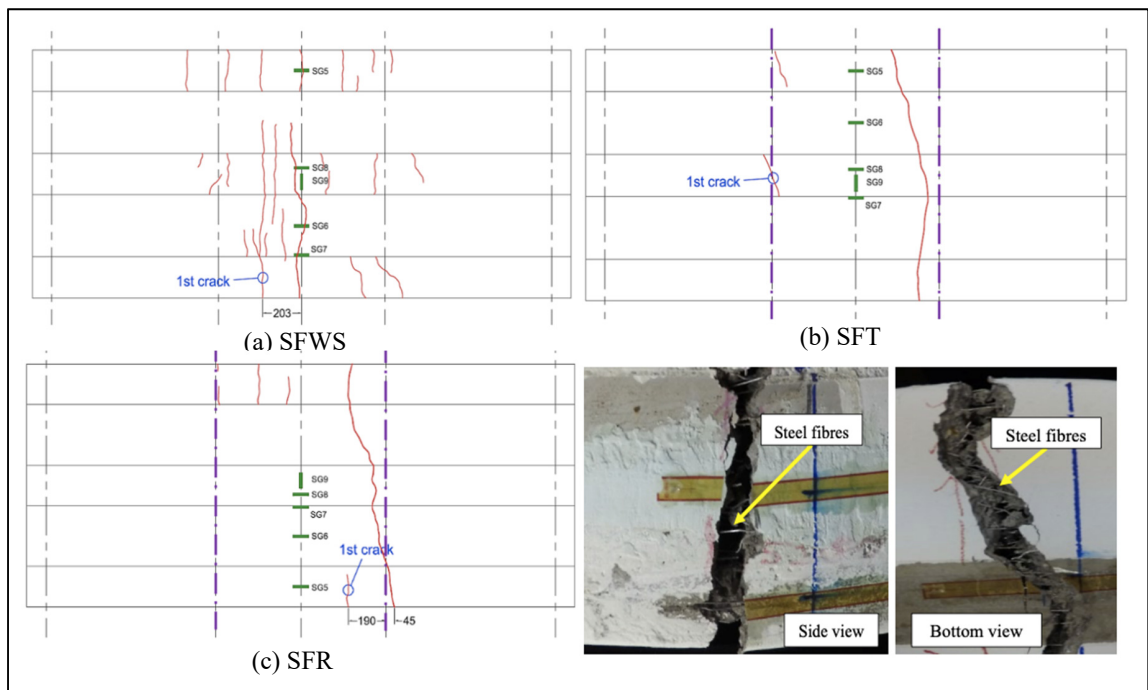 SG5
SG8
SG9
SG6
SG7
1st crack
203
(a) SFWS
SG5
SG6
SG8
SG9
SG7
1st crack
(b) SFT
SG9
SG8
SG7
SG6
1st crack
SG5
190
45
(c) SFR
Steel fibres
Side view
Steel fibres
Bottom view